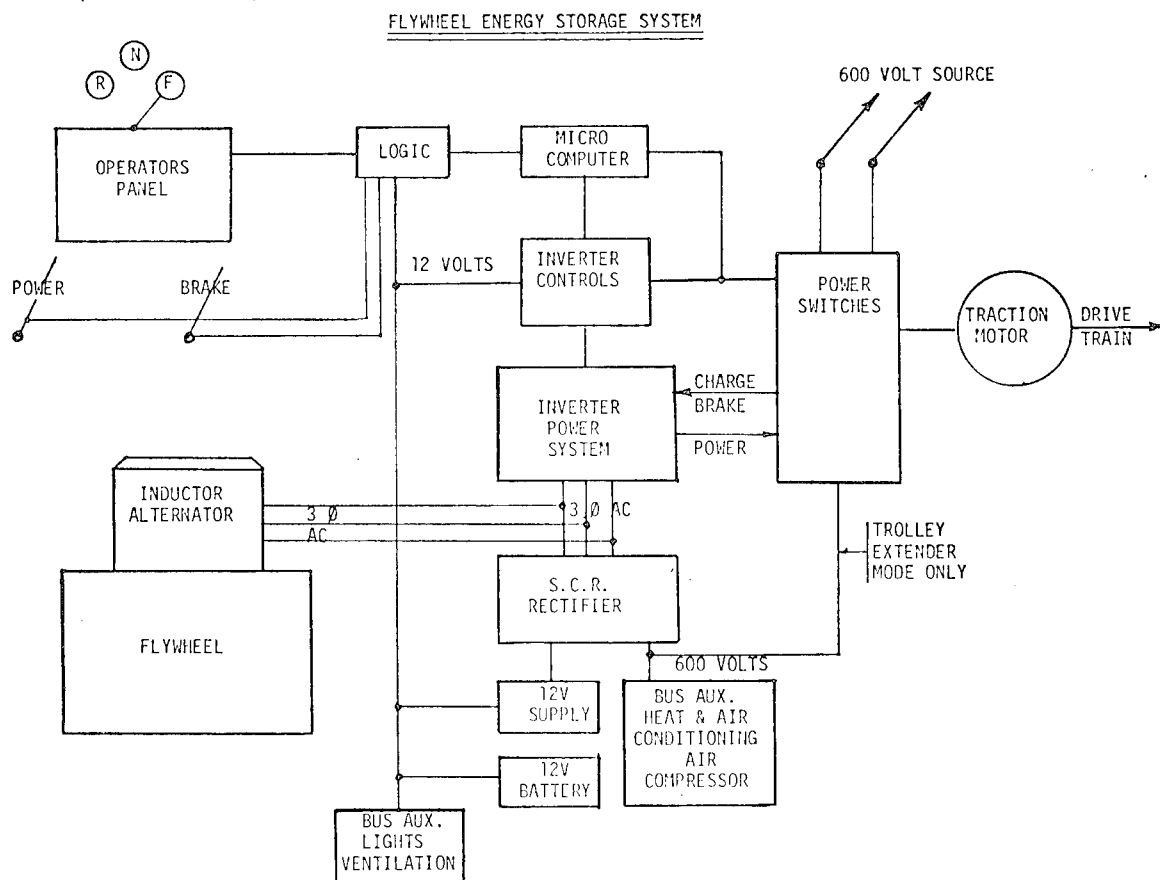 FLYWHEEL ENERGY STORAGE SYSTEM
N
R
F
600 VOLT SOURCE
OPERATORS
PANEL
LOGIC
MICRO
COMPUTER
12 VOLTS
INVERTER
CONTROLS
POWER
SWITCHES
POWER
BRAKE
TRACTION
MOTOR
DRIVE
TRAIN
CHARGE
BRAKE
INVERTER
POWER
SYSTEM
POWER
INDUCTOR
ALTERNATOR
3 Ø
AC
3 Ø AC
TROLLEY
EXTENDER
MODE ONLY
S.C.R.
RECTIFIER
FLYWHEEL
600 VOLTS
12V
SUPPLY
BUS AUX.
HEAT & AIR
CONDITIONING
AIR
COMPRESSOR
12V
BATTERY
BUS AUX.
LIGHTS
VENTILATION